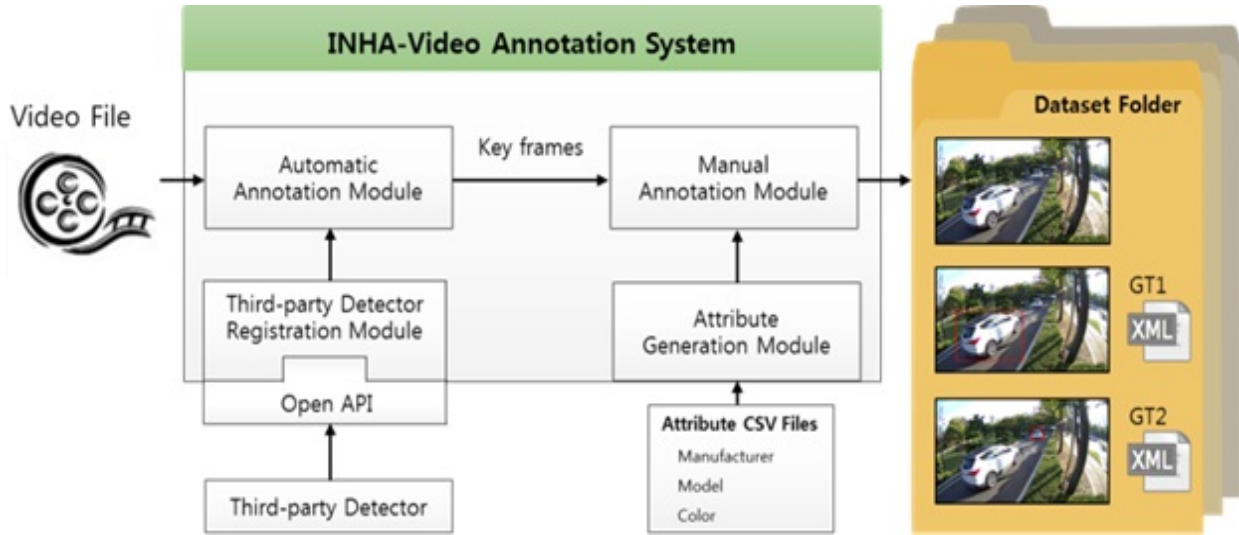 INHA-Video Annotation System
Video File
Automatic
Annotation Module
Key frames
Manual
Annotation Module
Third-party Detector
Registration Module
Open API
Third-party Detector
Attribute
Generation Module
Attribute CSV Files
Manufacturer
Model
Color
Dataset Folder
GT1
XML
GT2
XML